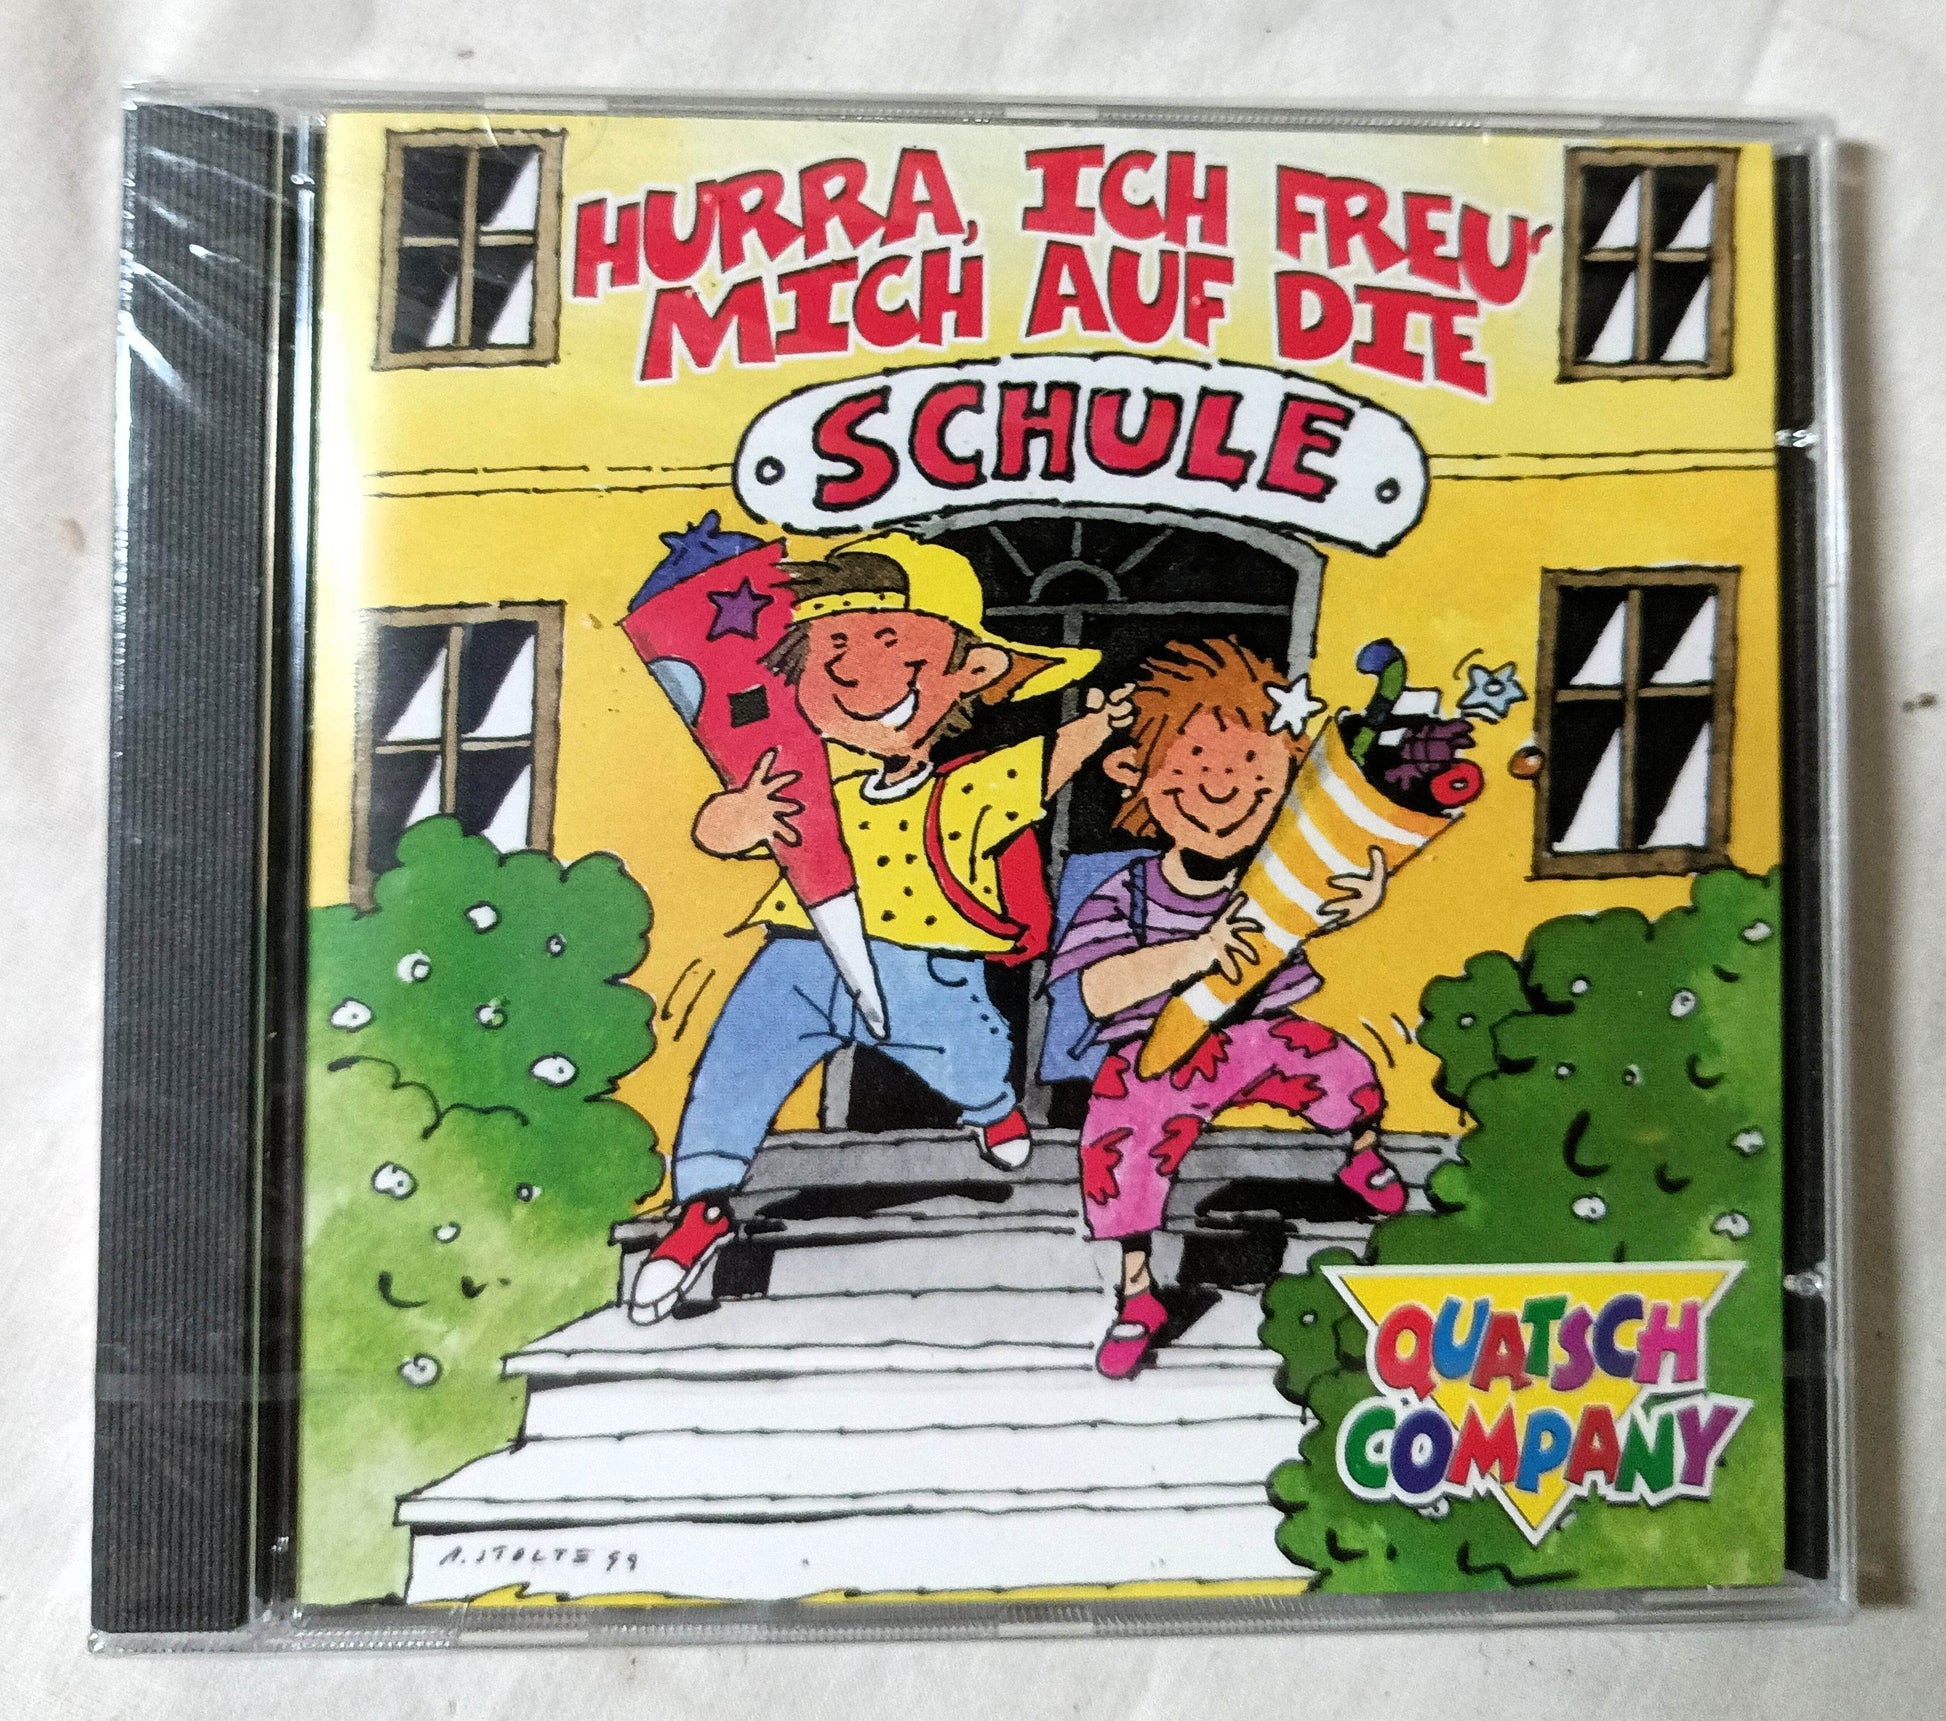 HURRA, ICH FREU'
MICH AUF DIE
SCHULE
QUATSCH
COMPANY
A. STOLTE 99